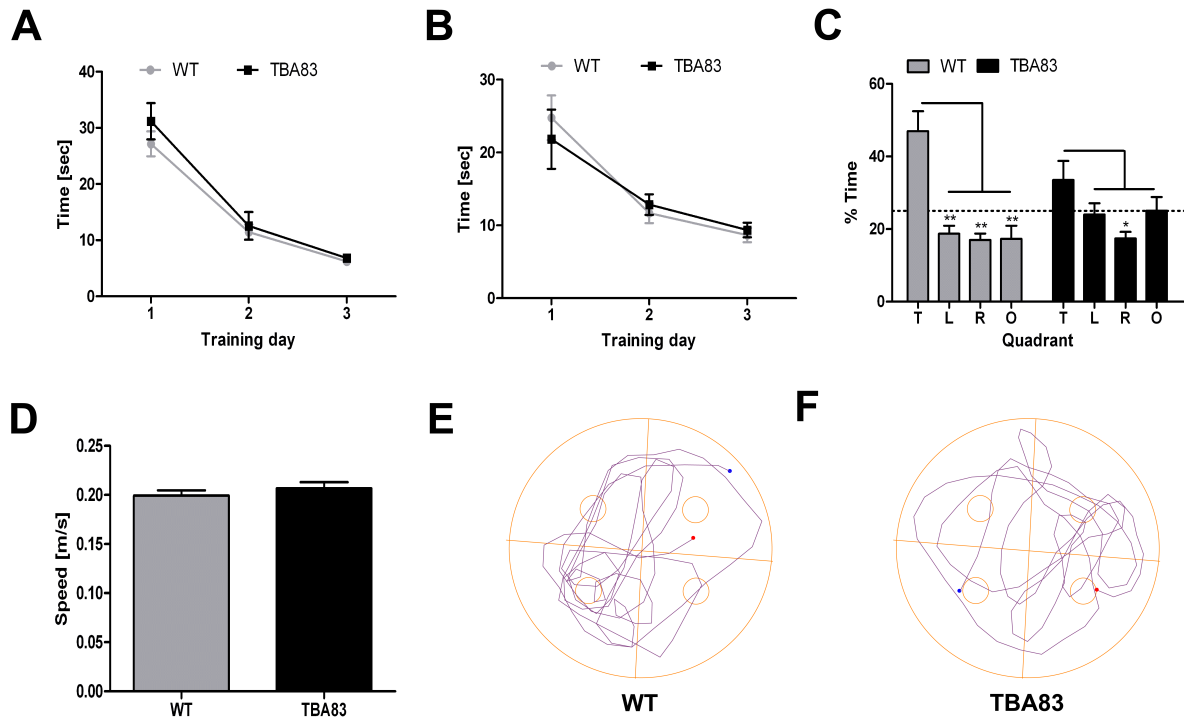 A
WT TBA83
40
30
20
10
0
Time [sec]
1 2 3
Training day
B
WT TBA83
30
20
10
0
Time [sec]
1 2 3
Training day
C
WT TBA83
60
40
20
0
% Time
** ** **
*
T L R O T L R O
Quadrant
D
0.25
0.20
0.15
0.10
0.05
0.00
Speed [m/s]
WT TBA83
E
WT
F
TBA83